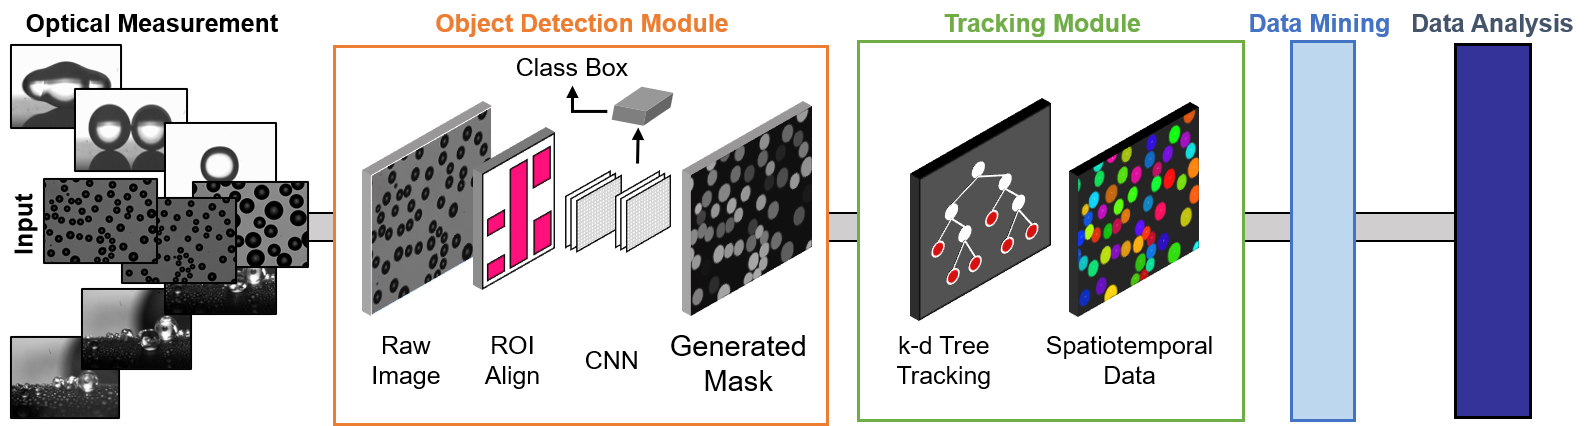 Optical Measurement
Object Detection Module
Tracking Module
Data Mining
Data Analysis
Input
Class Box
Raw
Image
ROI
Align
CNN
Generated
Mask
k-d Tree
Tracking
Spatiotemporal
Data